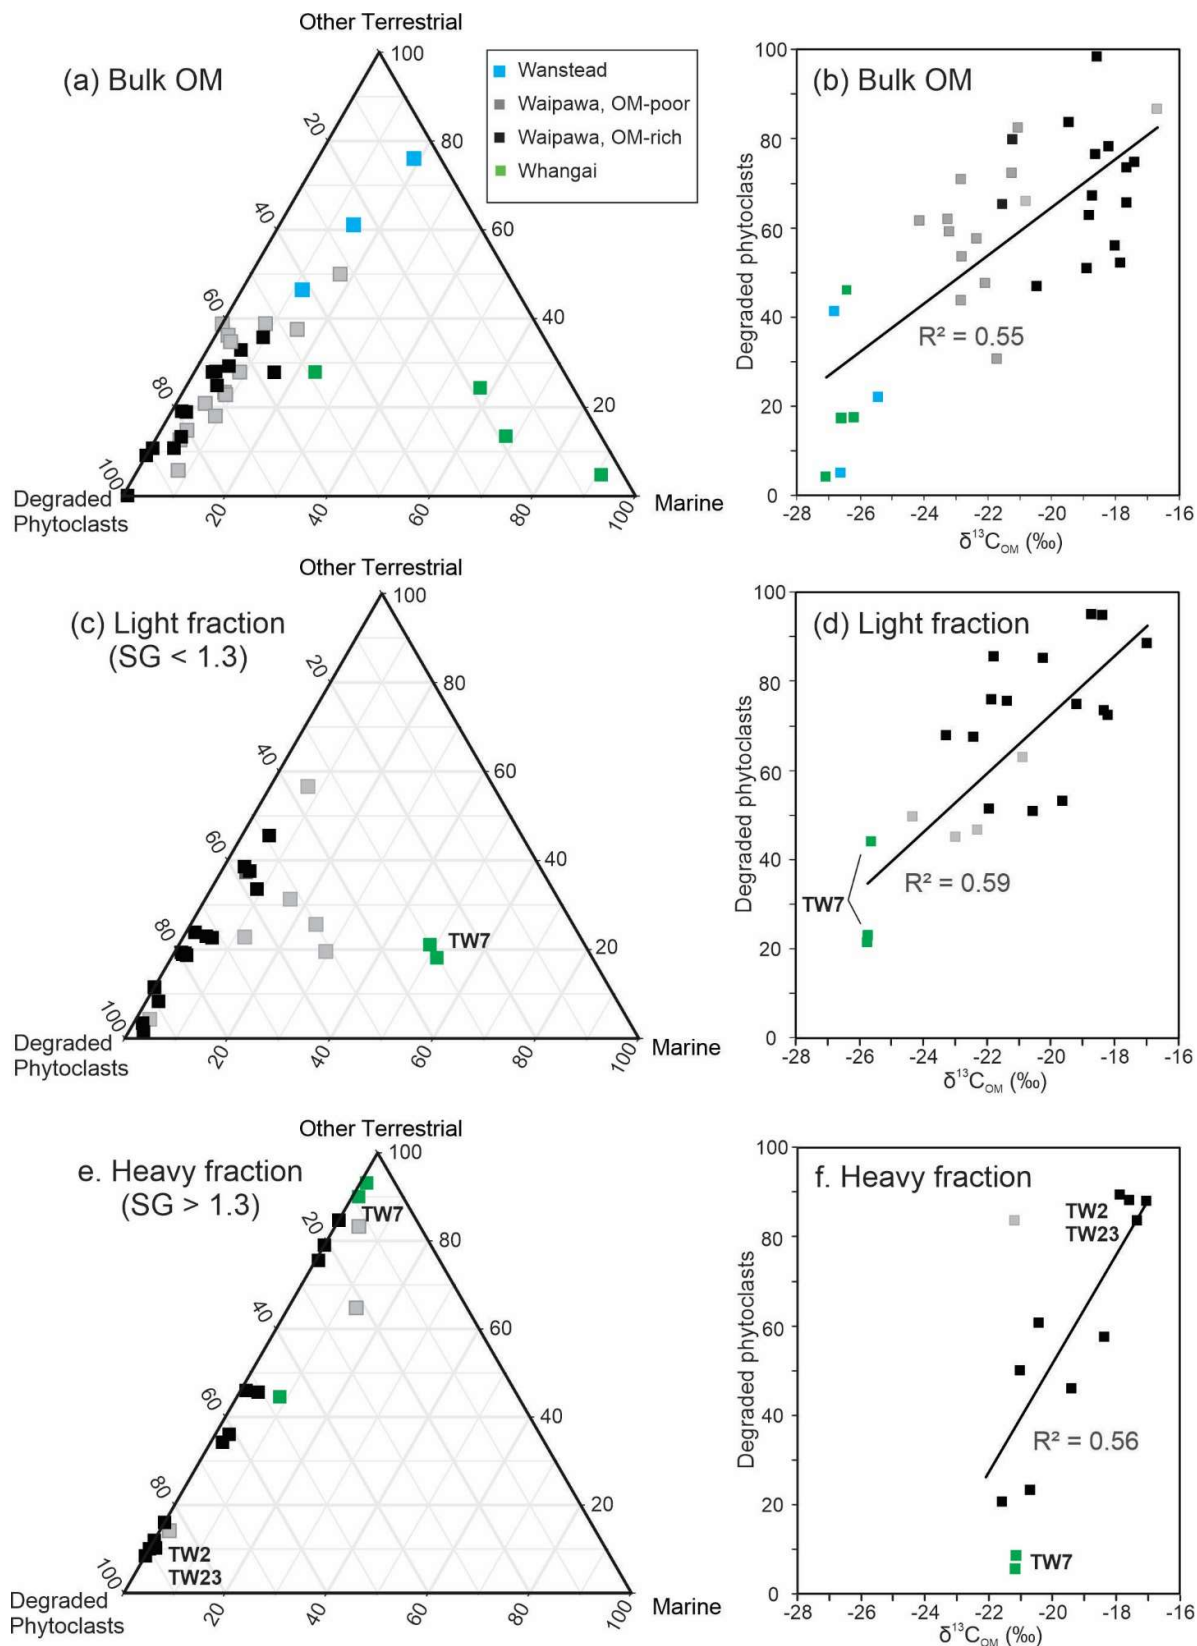 Other Terrestrial
(a) Bulk OM
100
20
80
40
60
60
40
80
20
100
Degraded
Phytoclasts
20
40
60
80
100
Marine
Wanstead
Waipawa, OM-poor
Waipawa, OM-rich
Whangai
(b) Bulk OM
Degraded phytoclasts
100
80
60
40
20
0
R² = 0.55
-28
-26
-24
-22
-20
-18
-16
δ¹³C_OM (‰)
Other Terrestrial
(c) Light fraction
(SG < 1.3)
100
20
80
40
60
60
40
80
TW7
20
100
Degraded
Phytoclasts
20
40
60
80
100
Marine
(d) Light fraction
Degraded phytoclasts
100
80
60
40
20
0
TW7
R² = 0.59
-28
-26
-24
-22
-20
-18
-16
δ¹³C_OM (‰)
Other Terrestrial
e. Heavy fraction
(SG > 1.3)
100
TW7
20
80
40
60
60
40
80
20
TW2
TW23
100
Degraded
Phytoclasts
20
40
60
80
100
Marine
f. Heavy fraction
Degraded phytoclasts
100
80
60
40
20
0
TW2
TW23
R² = 0.56
TW7
-28
-26
-24
-22
-20
-18
-16
δ¹³C_OM (‰)